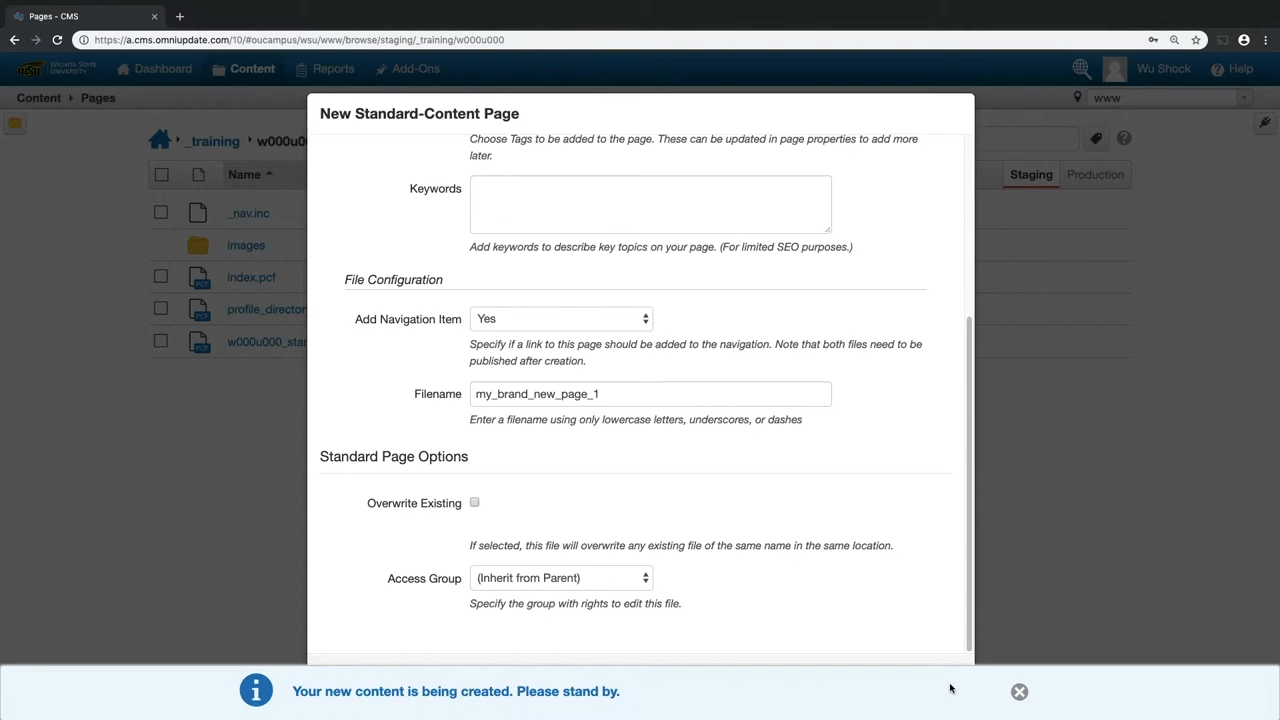 Pages - CMS
https://a.cms.omniupdate.com/10/#oucampus/wsu/www/browse/staging/_training/w000u000
WSU WICHITA STATE UNIVERSITY
Dashboard
Content
Reports
Add-Ons
Wu Shock
Help
Content Pages
www
_training
w000u0
Name
Staging
Production
_nav.inc
images
index.pcf
profile_director
w000u000_star
New Standard-Content Page
Choose Tags to be added to the page. These can be updated in page properties to add more
later.
Keywords
Add keywords to describe key topics on your page. (For limited SEO purposes.)
File Configuration
Add Navigation Item
Yes
Specify if a link to this page should be added to the navigation. Note that both files need to be
published after creation.
Filename
my_brand_new_page_1
Enter a filename using only lowercase letters, underscores, or dashes
Standard Page Options
Overwrite Existing
If selected, this file will overwrite any existing file of the same name in the same location.
Access Group
(Inherit from Parent)
Specify the group with rights to edit this file.
Your new content is being created. Please stand by.